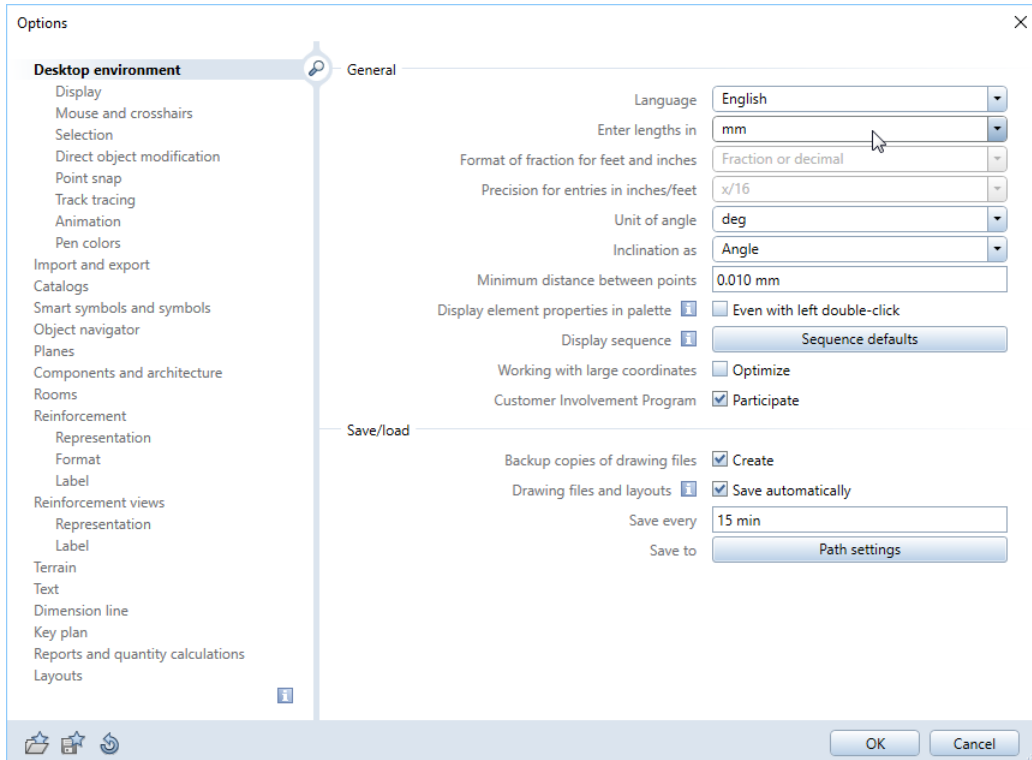 Options
Desktop environment
Display
Mouse and crosshairs
Selection
Direct object modification
Point snap
Track tracing
Animation
Pen colors
Import and export
Catalogs
Smart symbols and symbols
Object navigator
Planes
Components and architecture
Rooms
Reinforcement
Representation
Format
Label
Reinforcement views
Representation
Label
Terrain
Text
Dimension line
Key plan
Reports and quantity calculations
Layouts
General
Language English
Enter lengths in mm
Format of fraction for feet and inches Fraction or decimal
Precision for entries in inches/feet x/16
Unit of angle deg
Inclination as Angle
Minimum distance between points 0.010 mm
Display element properties in palette Even with left double-click
Display sequence Sequence defaults
Working with large coordinates Optimize
Customer Involvement Program Participate
Save/load
Backup copies of drawing files Create
Drawing files and layouts Save automatically
Save every 15 min
Save to Path settings
OK Cancel